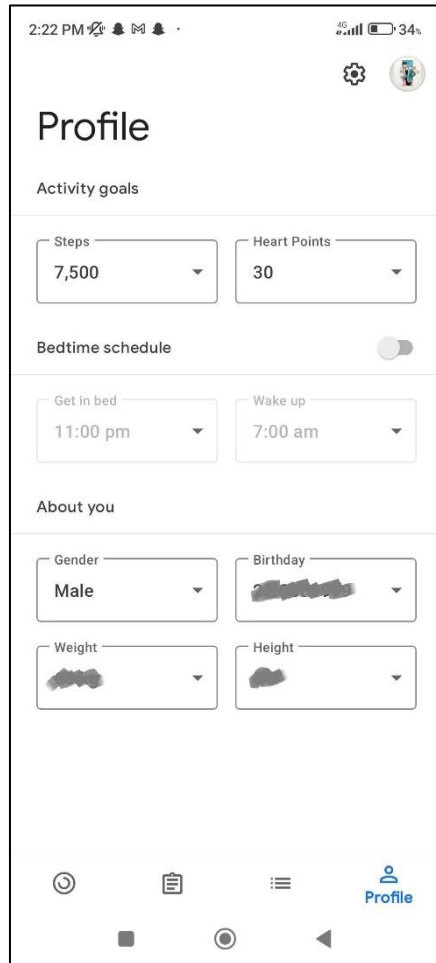 2:22 PM 4G 34%
Profile
Activity goals
Steps Heart Points
7,500 30
Bedtime schedule
Get in bed Wake up
11:00 pm 7:00 am
About you
Gender Birthday
Male
Weight Height
Profile